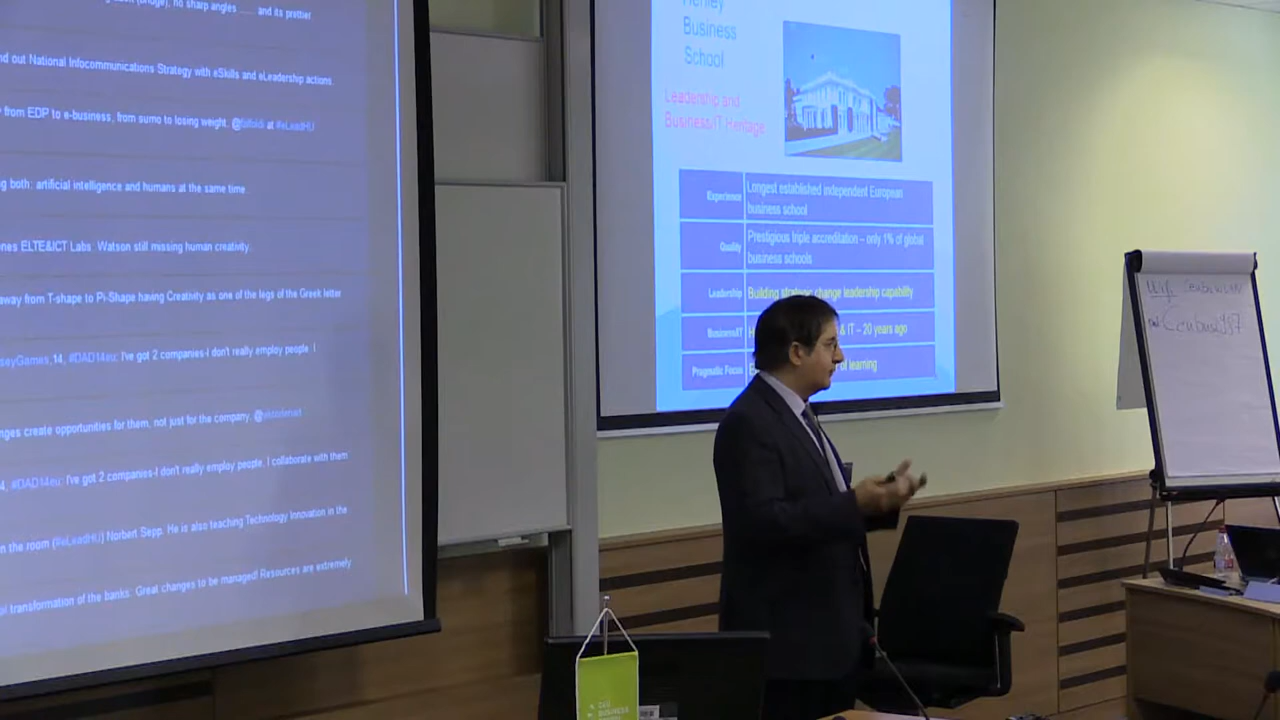 no sharp angles ..... and its prettier
out National Infocommunications Strategy with eSkills and eLeadership actions.
from EDP to e-business, from sumo to losing weight. at #eLeadHU
both: artificial intelligence and humans at the same time.
ELTE&ICT Labs. Watson still missing human creativity.
away from T-shape to Pi-Shape having Creativity as one of the legs of the Greek letter
#DAD14eu: I've got 2 companies-I don't really employ people. I
create opportunities for them, not just for the company.
#DAD14eu: I've got 2 companies-I don't really employ people, I collaborate with them
in the room (#eLeadHU) Norbert Sepp. He is also teaching Technology Innovation in the
transformation of the banks. Great changes to be managed! Resources are extremely
Henley
Business
School
Leadership and
Business/IT Heritage
Experience Longest established independent European
business school
Quality Prestigious triple accreditation – only 1% of global
business schools
Leadership Building strategic change leadership capability
Business/IT & IT – 20 years ago
Pragmatic Focus of learning
BUSINESS